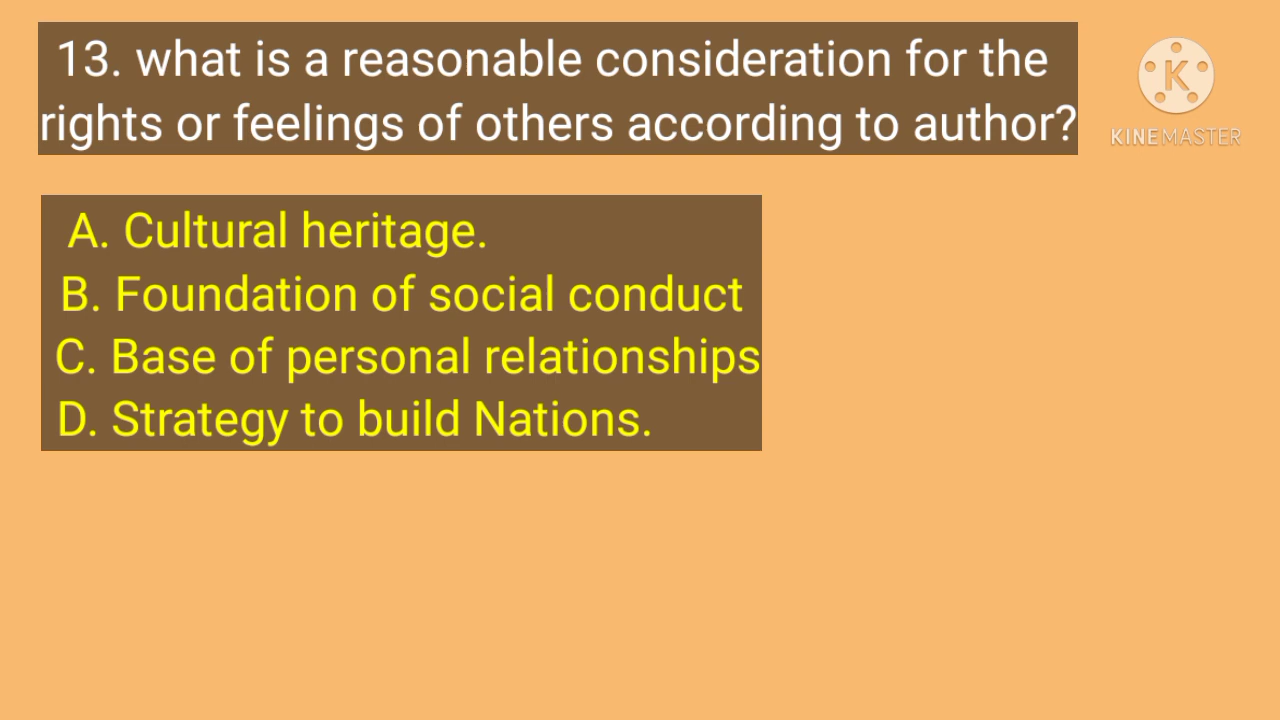 13. what is a reasonable consideration for the
rights or feelings of others according to author?
K
KINEMASTER
A. Cultural heritage.
B. Foundation of social conduct
C. Base of personal relationships
D. Strategy to build Nations.